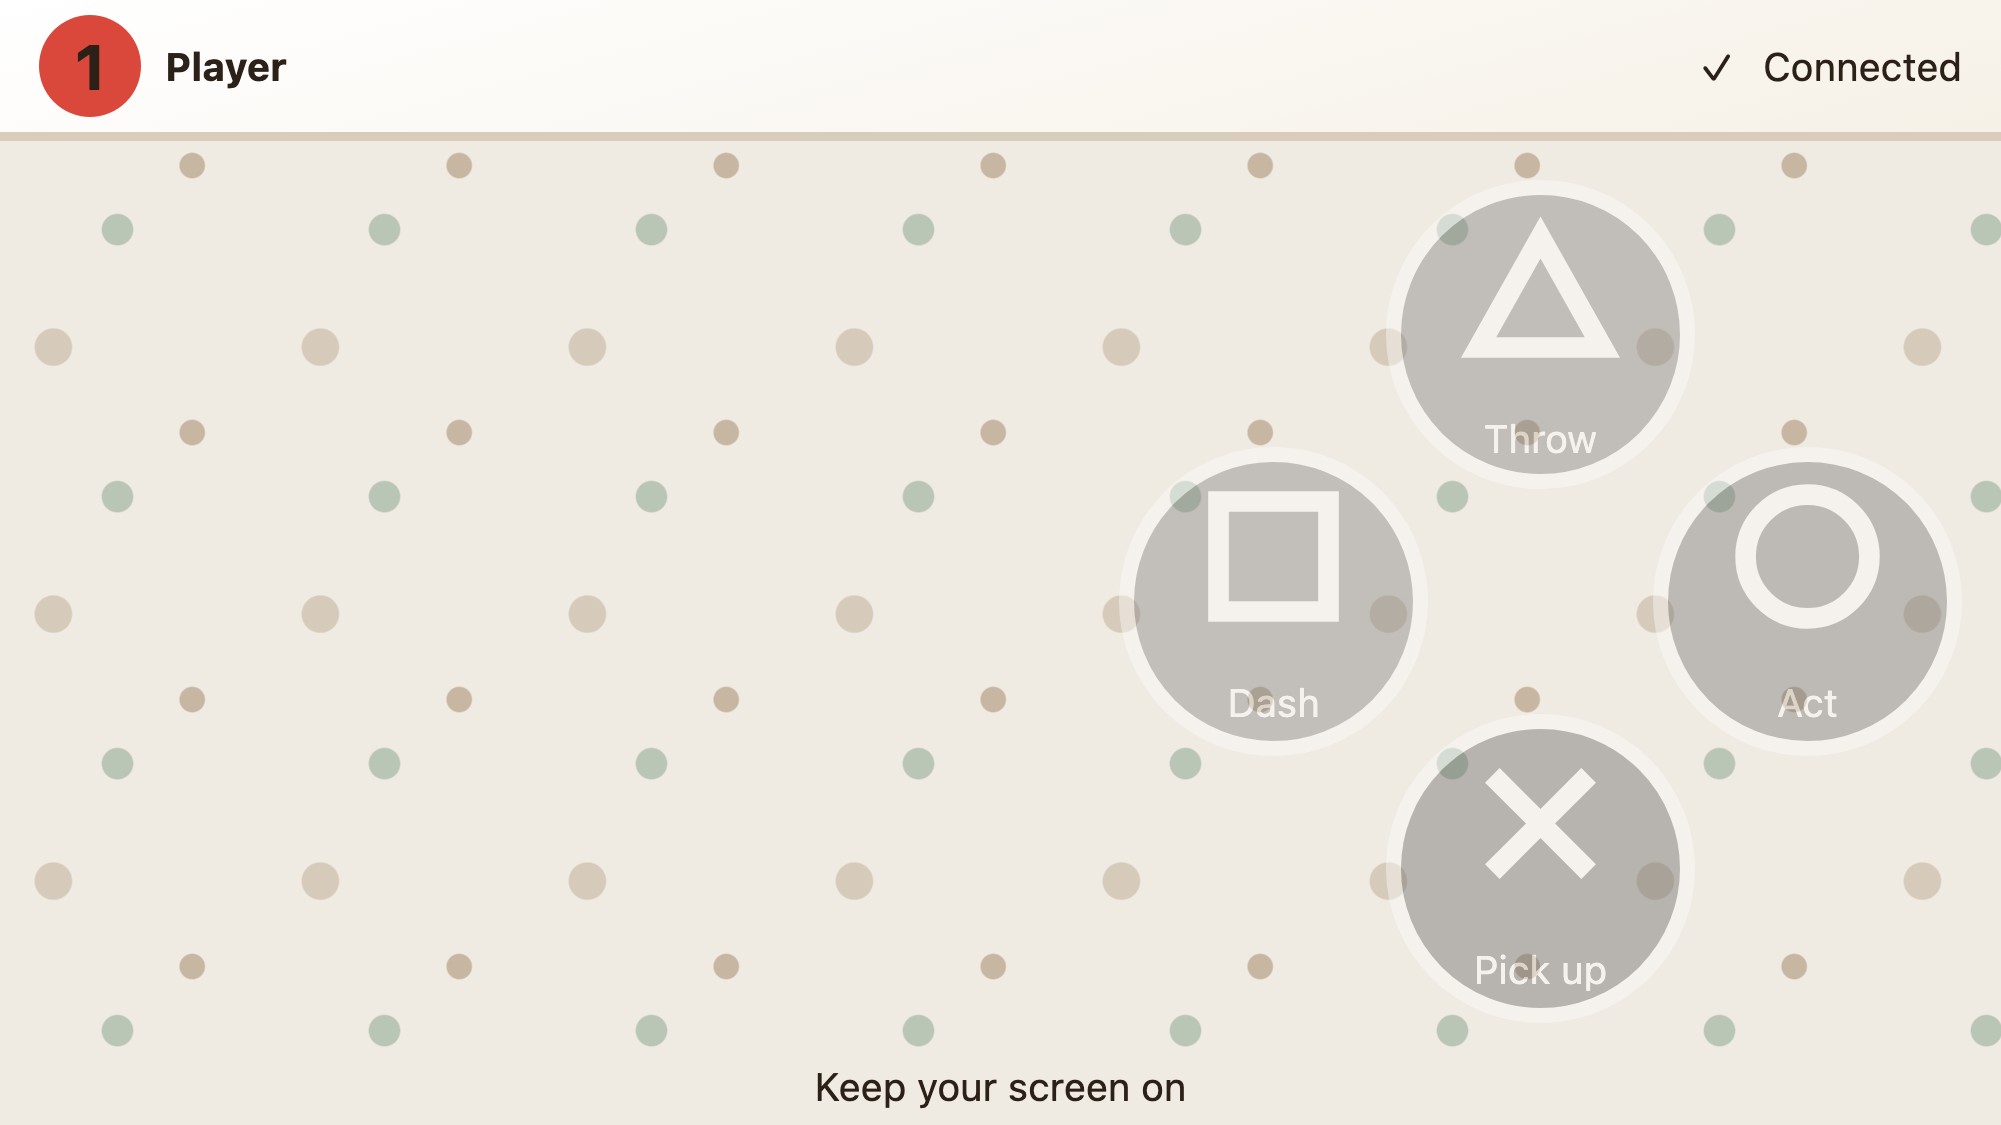 1 Player
✓ Connected
Throw
Dash
Act
Pick up
Keep your screen on